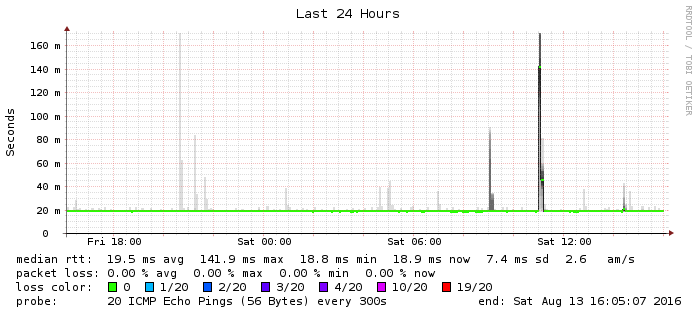 Last 24 Hours
RRDTOOL / TOBI OETIKER
Seconds
160 m
140 m
120 m
100 m
80 m
60 m
40 m
20 m
0
Fri 18:00 Sat 00:00 Sat 06:00 Sat 12:00
median rtt: 19.5 ms avg 141.9 ms max 18.8 ms min 18.9 ms now 7.4 ms sd 2.6 am/s
packet loss: 0.00 % avg 0.00 % max 0.00 % min 0.00 % now
loss color: 0 1/20 2/20 3/20 4/20 10/20 19/20
probe: 20 ICMP Echo Pings (56 Bytes) every 300s end: Sat Aug 13 16:05:07 2016